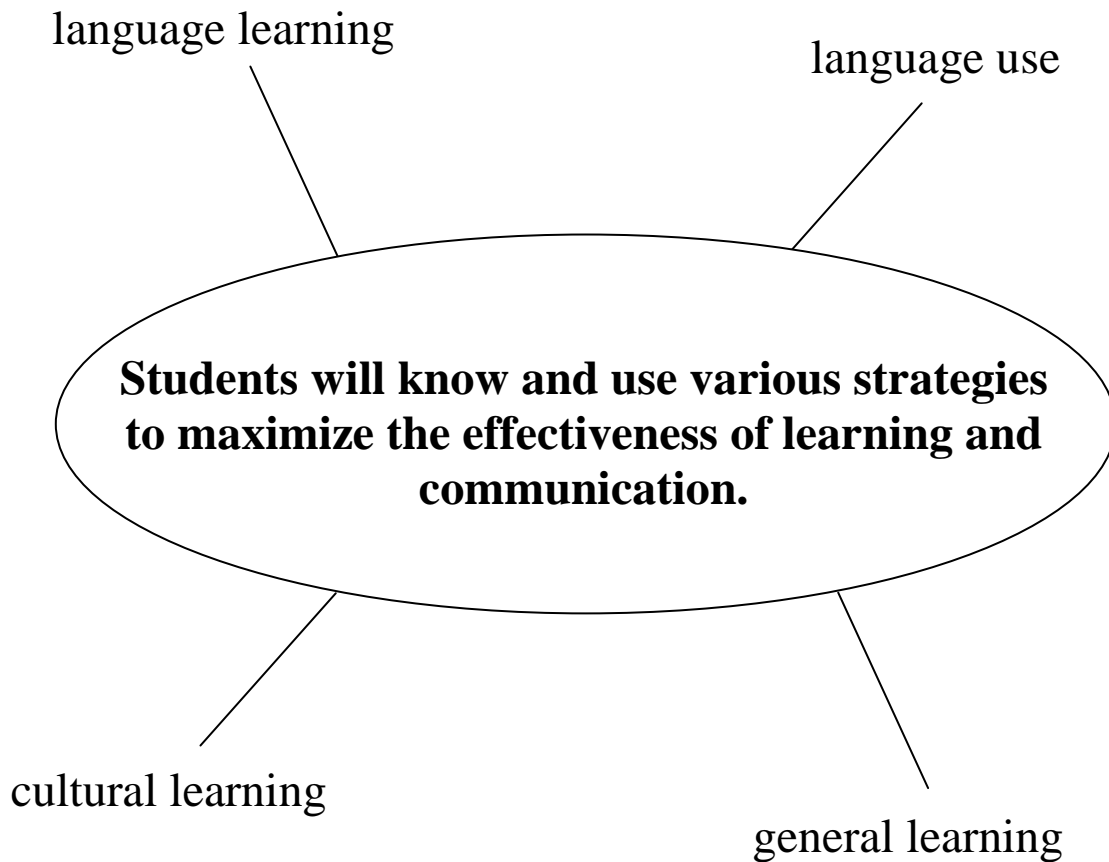 language learning
language use
Students will know and use various strategies
to maximize the effectiveness of learning and
communication.
cultural learning
general learning